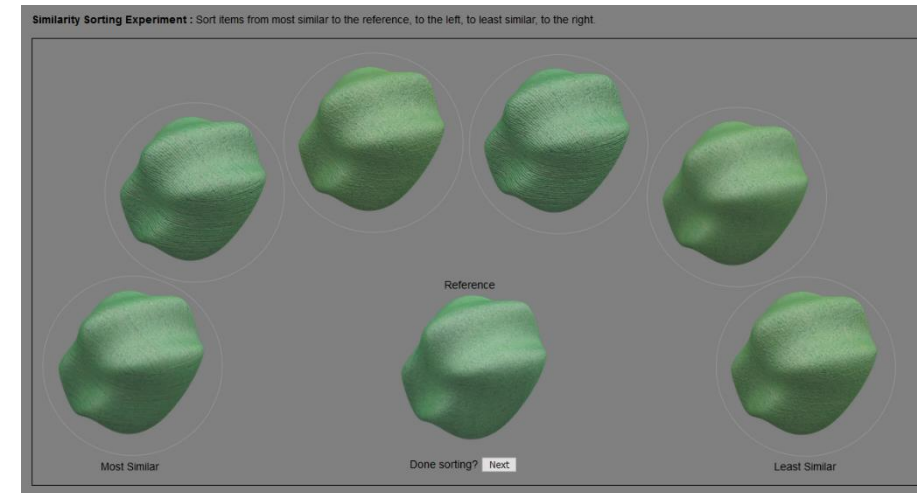 Similarity Sorting Experiment : Sort items from most similar to the reference, to the left, to least similar, to the right.
Reference
Most Similar
Done sorting? Next
Least Similar